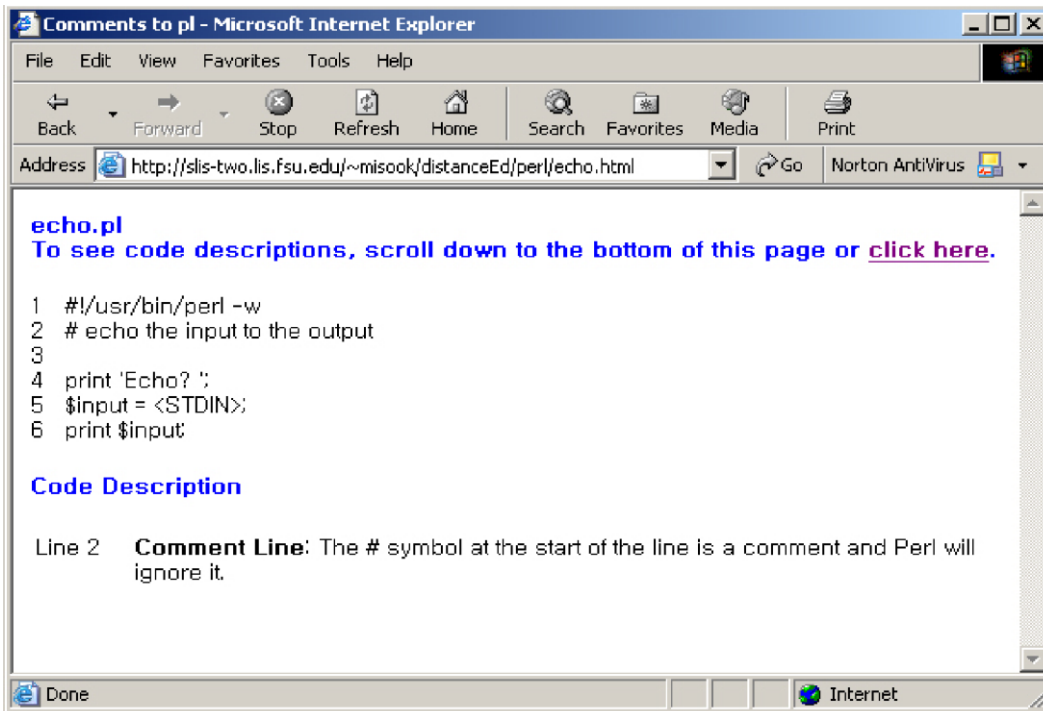 Comments to pl - Microsoft Internet Explorer
File Edit View Favorites Tools Help
Back Forward Stop Refresh Home Search Favorites Media Print
Address http://slis-two.lis.fsu.edu/~misook/distanceEd/perl/echo.html Go Norton AntiVirus
echo.pl
To see code descriptions, scroll down to the bottom of this page or click here.
1 #!/usr/bin/perl -w
2 # echo the input to the output
3
4 print 'Echo? ';
5 $input = <STDIN>;
6 print $input;
Code Description
Line 2 Comment Line: The # symbol at the start of the line is a comment and Perl will
ignore it.
Done Internet